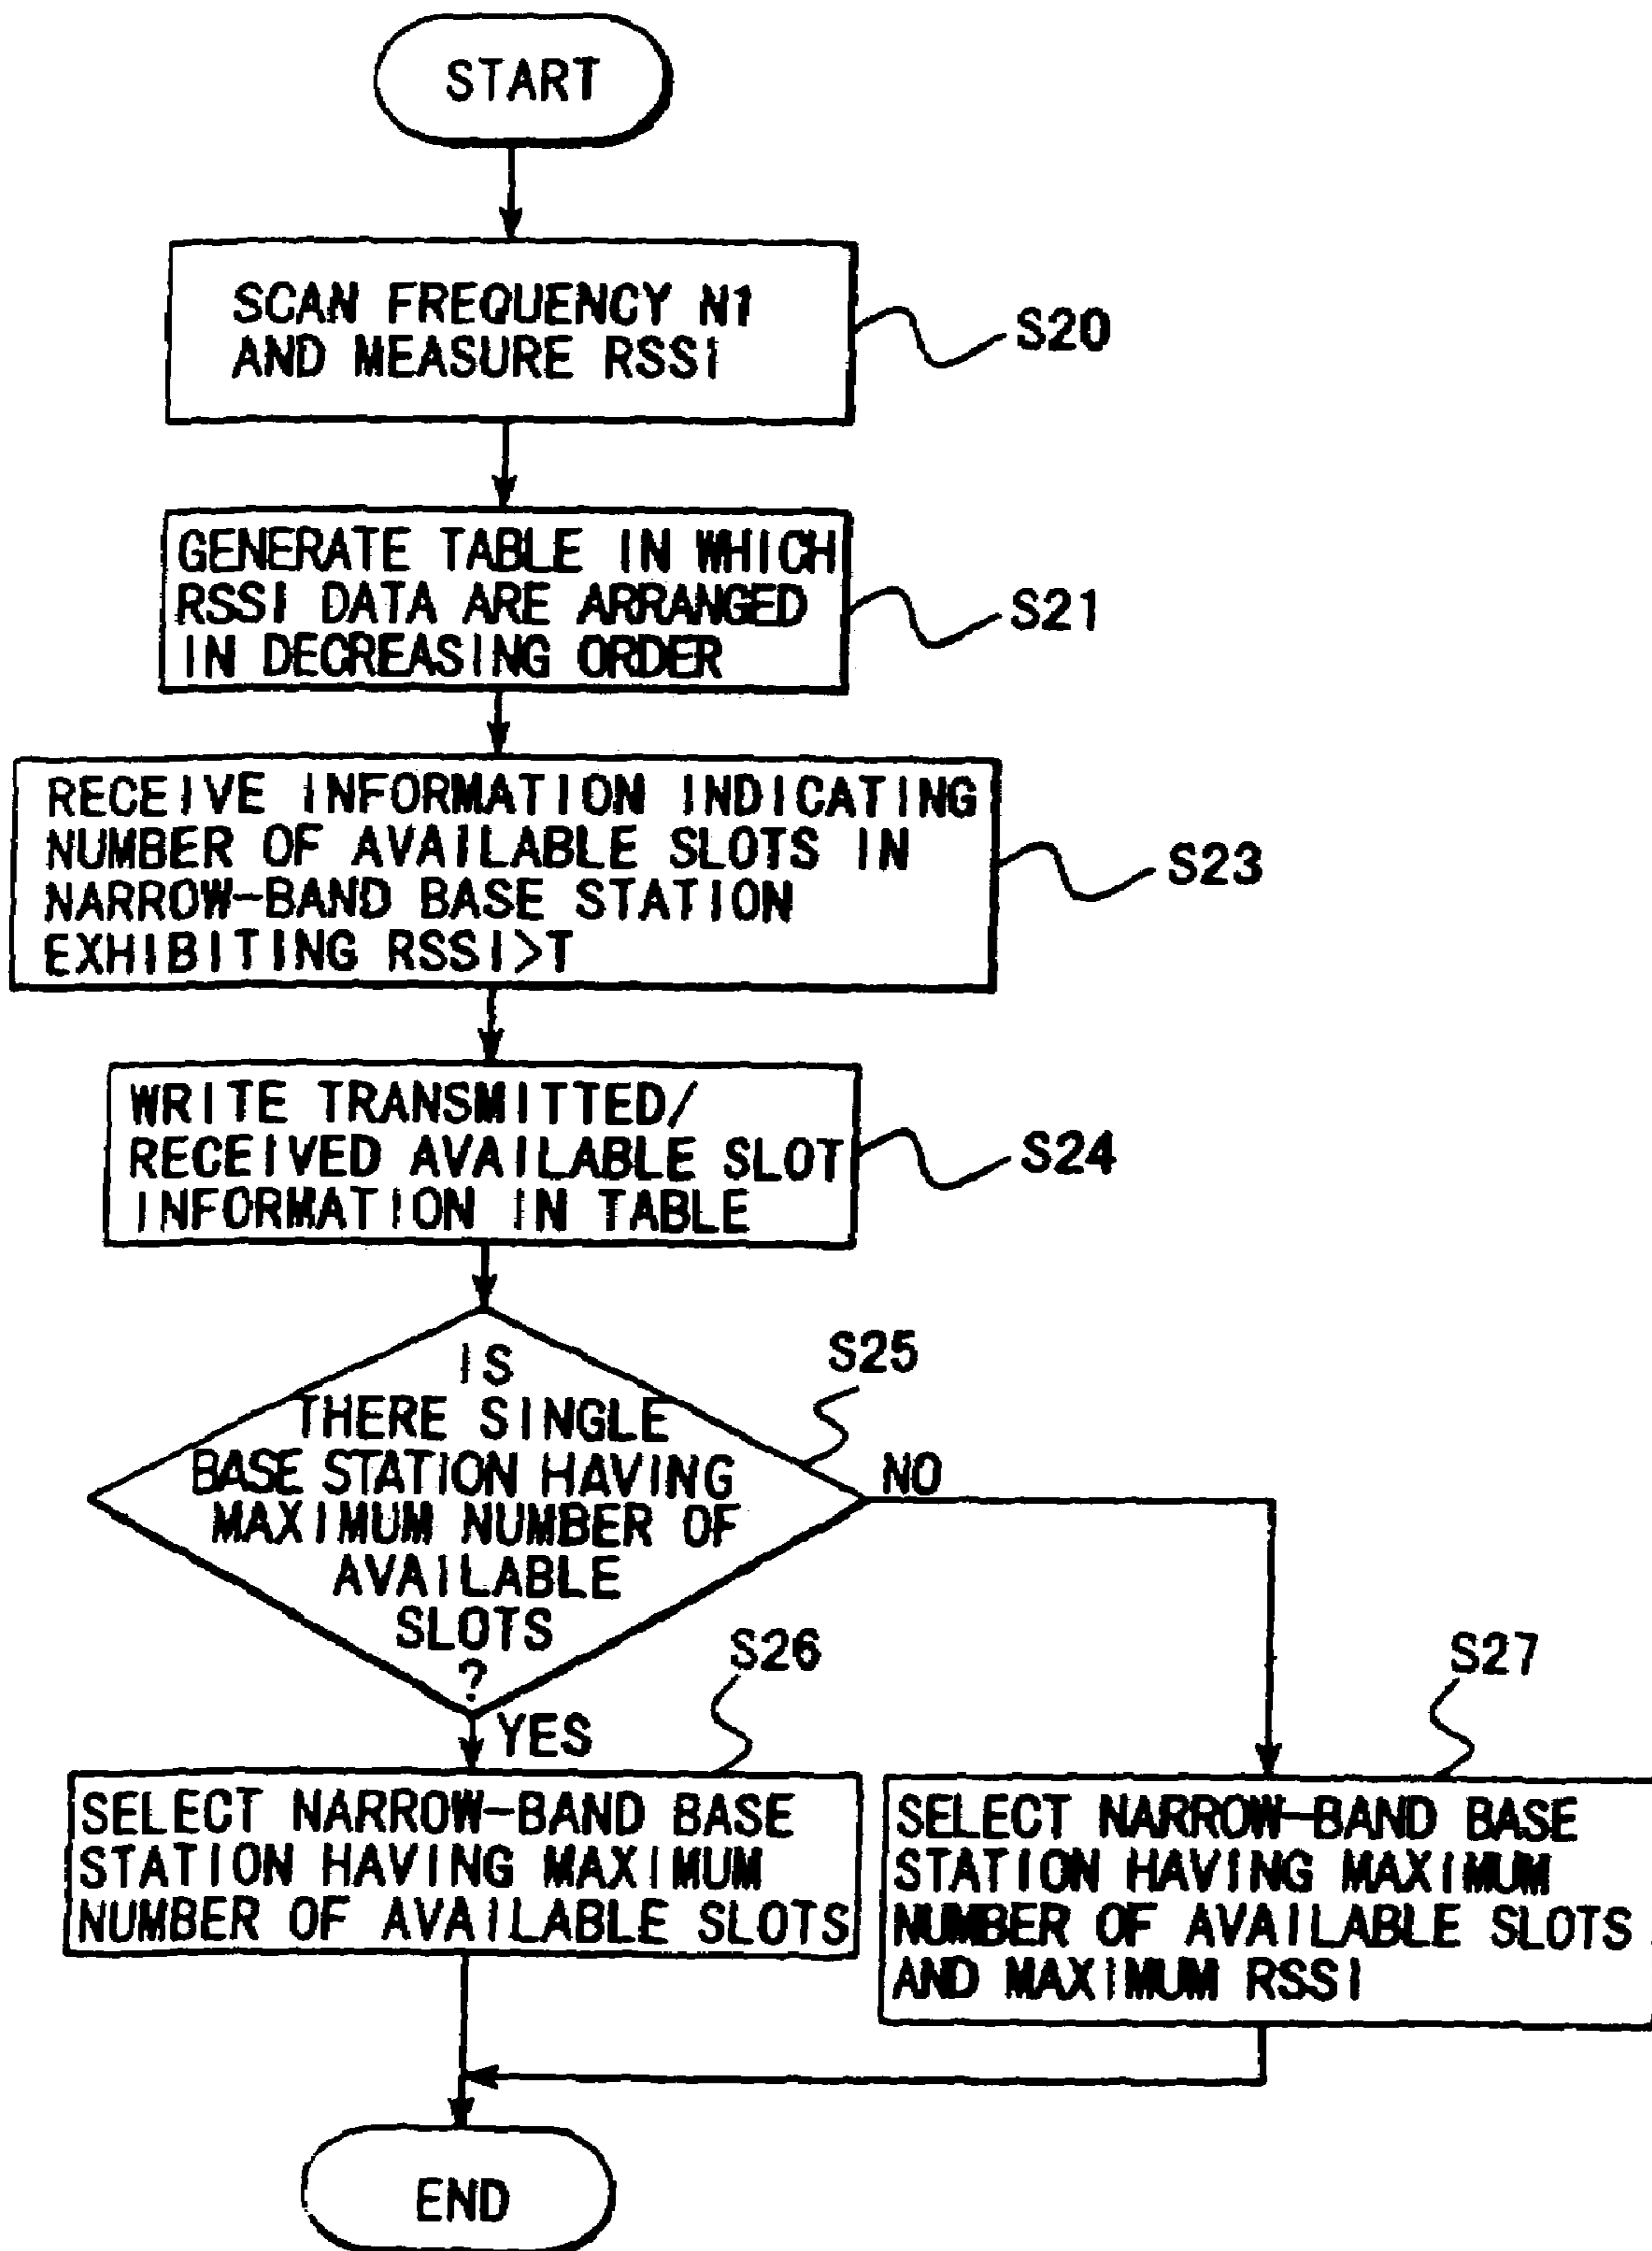 START
SCAN FREQUENCY N1
AND MEASURE RSSI
S20
GENERATE TABLE IN WHICH
RSSI DATA ARE ARRANGED
IN DECREASING ORDER
S21
RECEIVE INFORMATION INDICATING
NUMBER OF AVAILABLE SLOTS IN
NARROW-BAND BASE STATION
EXHIBITING RSSI>T
S23
WRITE TRANSMITTED/
RECEIVED AVAILABLE SLOT
INFORMATION IN TABLE
S24
IS
THERE SINGLE
BASE STATION HAVING
MAXIMUM NUMBER OF
AVAILABLE
SLOTS
?
S25
NO
YES
S26
SELECT NARROW-BAND BASE
STATION HAVING MAXIMUM
NUMBER OF AVAILABLE SLOTS
S27
SELECT NARROW-BAND BASE
STATION HAVING MAXIMUM
NUMBER OF AVAILABLE SLOTS
AND MAXIMUM RSSI
END